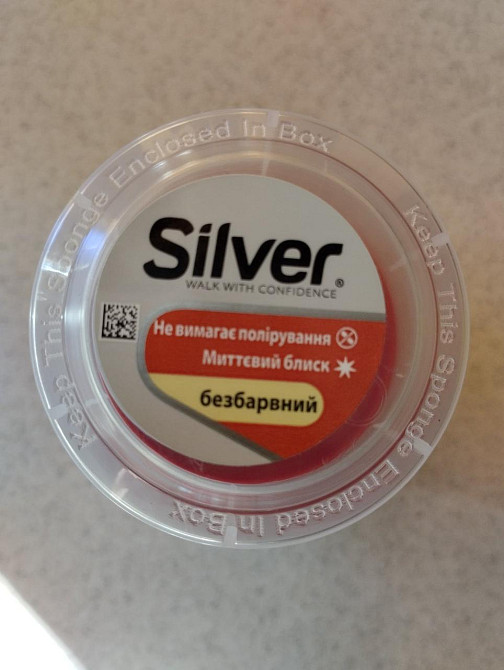 Keep This Sponge Enclosed In Box
Keep This Sponge Enclosed In Box
Silver®
WALK WITH CONFIDENCE
Не вимагає полірування
Миттєвий блиск
безбарвний